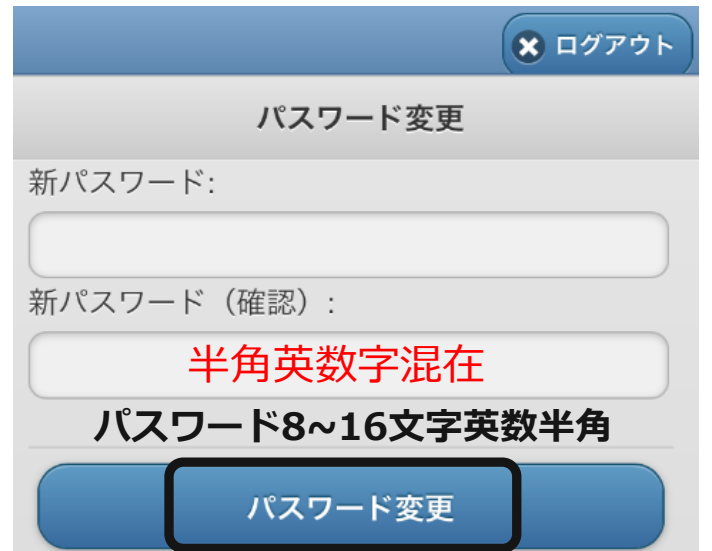 ログアウト
パスワード変更
新パスワード:
新パスワード（確認）:
半角英数字混在
パスワード8~16文字英数半角
パスワード変更